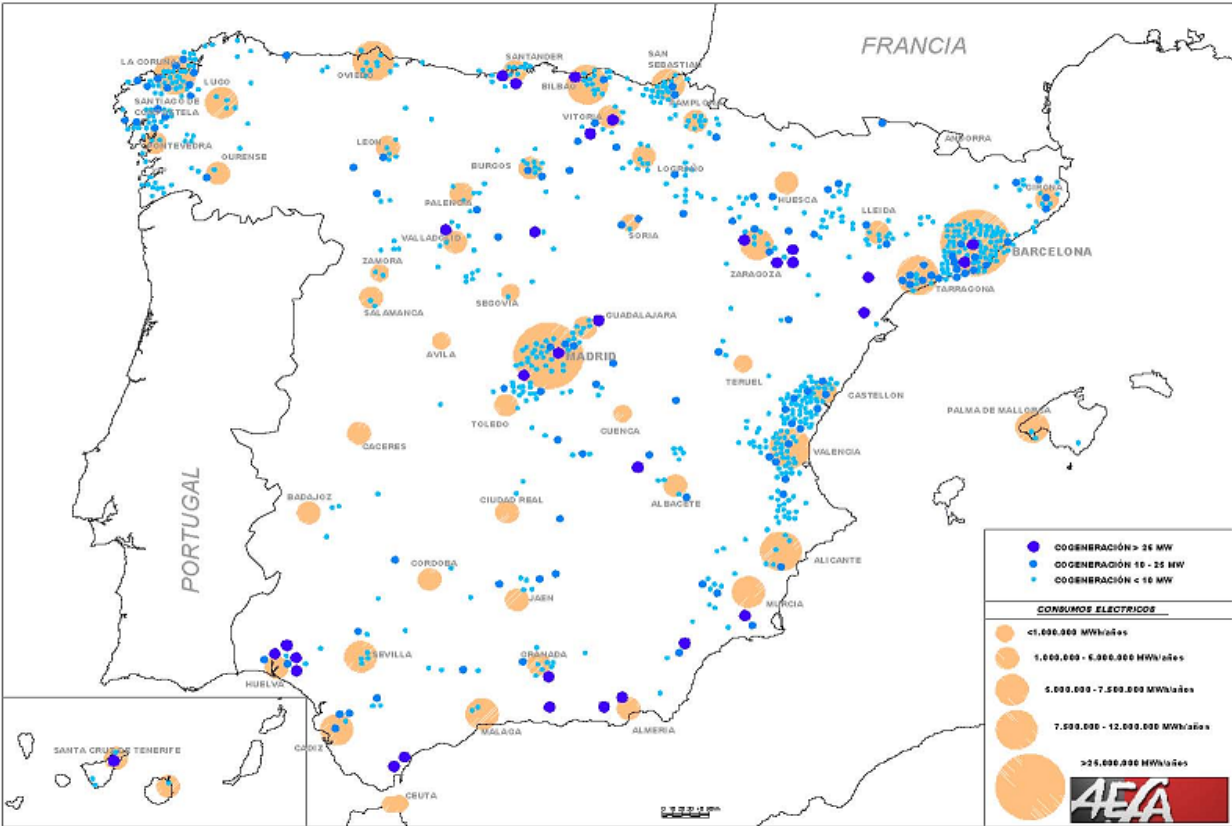 FRANCIA
SANTANDER
SAN
SEBASTIAN
LA CORUÑA
OVIEDO
BILBAO
LUGO
SANTIAGO DE
COMPOSTELA
PAMPLONA
VITORIA
ANDORRA
PONTEVEDRA
LEON
OURENSE
BURGOS
LOGROÑO
GIRONA
PALENCIA
HUESCA
LLEIDA
SORIA
VALLADOLID
BARCELONA
ZAMORA
ZARAGOZA
TARRAGONA
SALAMANCA
SEGOVIA
GUADALAJARA
AVILA
MADRID
TERUEL
CASTELLON
PALMA DE MALLORCA
TOLEDO
CUENCA
CACERES
VALENCIA
PORTUGAL
BADAJOZ
CIUDAD REAL
ALBACETE
CORDOBA
ALICANTE
JAEN
MURCIA
SEVILLA
GRANADA
HUELVA
CADIZ
MALAGA
ALMERIA
SANTA CRUZ DE TENERIFE
CEUTA
COGENERACIÓN > 25 MW
COGENERACIÓN 10 - 25 MW
COGENERACIÓN < 10 MW
CONSUMOS ELECTRICOS
<1.000.000 MWh/años
1.000.000 - 5.000.000 MWh/años
5.000.000 - 7.500.000 MWh/años
7.500.000 - 12.000.000 MWh/años
>25.000.000 MWh/años